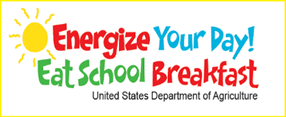 Energize Your Day!
Eat School Breakfast
United States Department of Agriculture